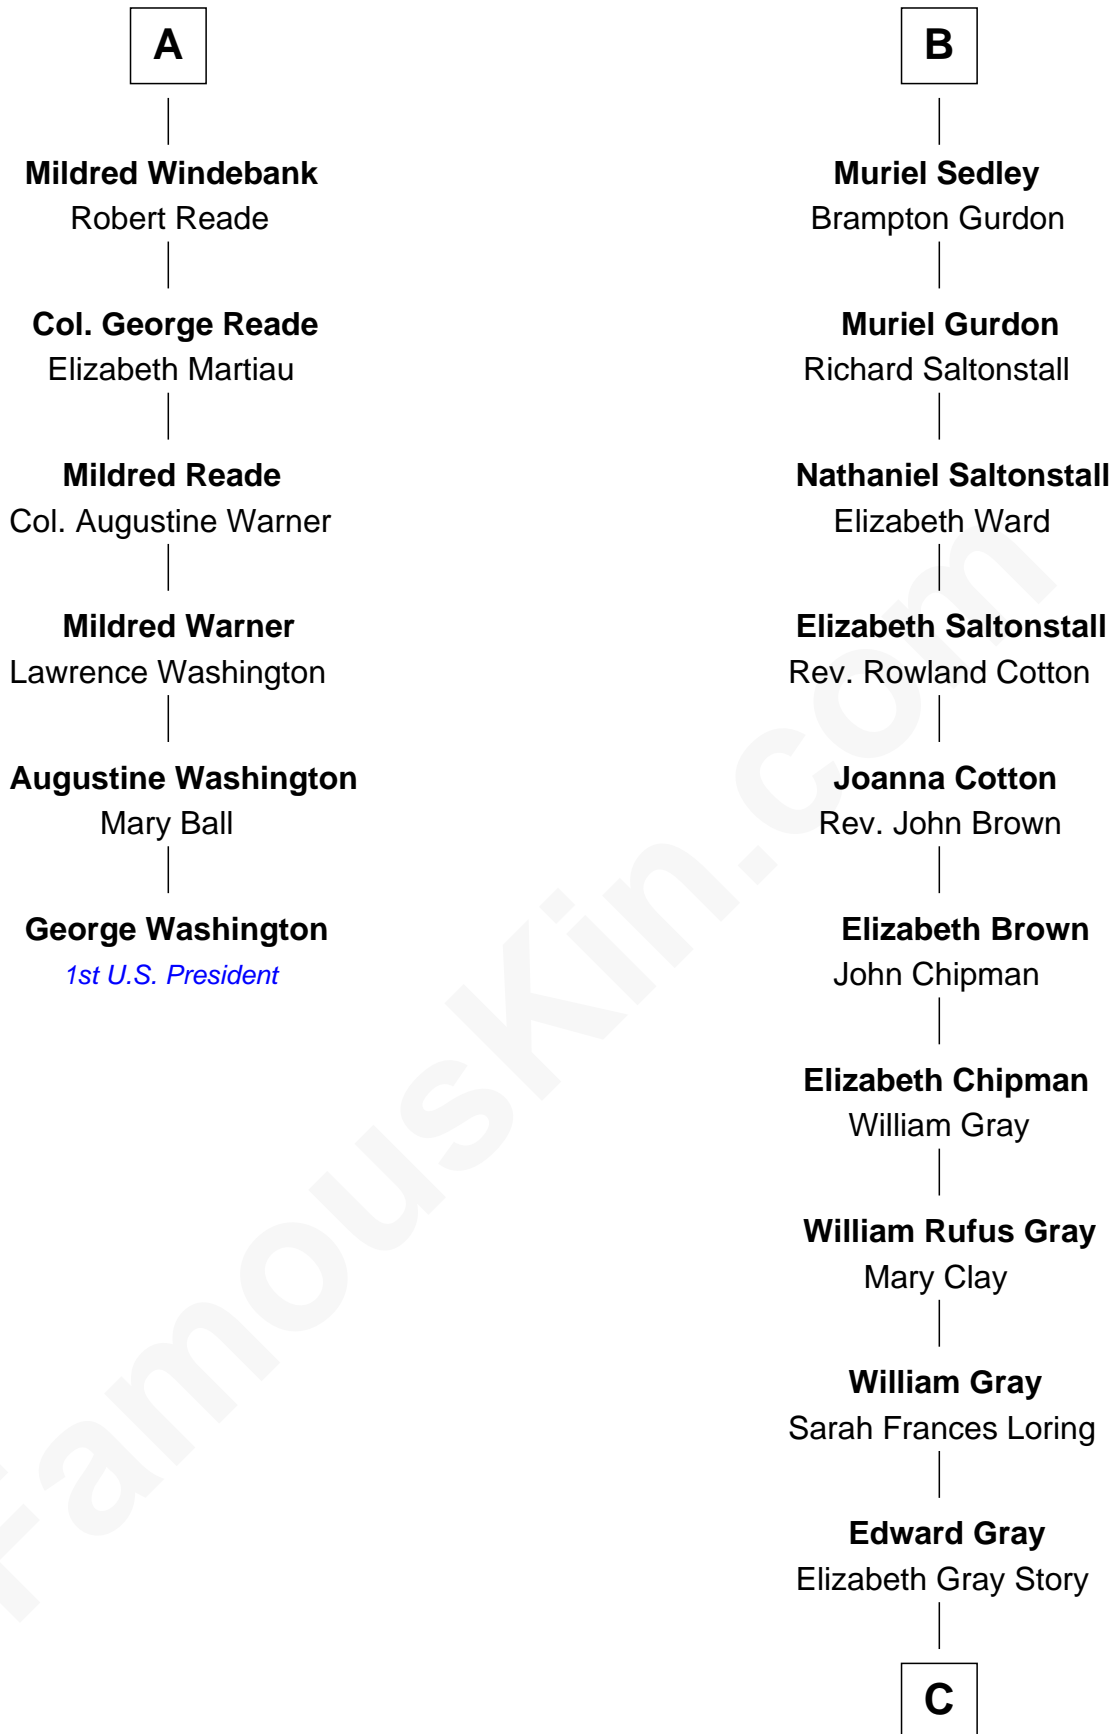 A
Mildred Windebank
Robert Reade
Col. George Reade
Elizabeth Martiau
Mildred Reade
Col. Augustine Warner
Mildred Warner
Lawrence Washington
Augustine Washington
Mary Ball
George Washington
1st U.S. President
B
Muriel Sedley
Brampton Gurdon
Muriel Gurdon
Richard Saltonstall
Nathaniel Saltonstall
Elizabeth Ward
Elizabeth Saltonstall
Rev. Rowland Cotton
Joanna Cotton
Rev. John Brown
Elizabeth Brown
John Chipman
Elizabeth Chipman
William Gray
William Rufus Gray
Mary Clay
William Gray
Sarah Frances Loring
Edward Gray
Elizabeth Gray Story
C
FamousKin.com